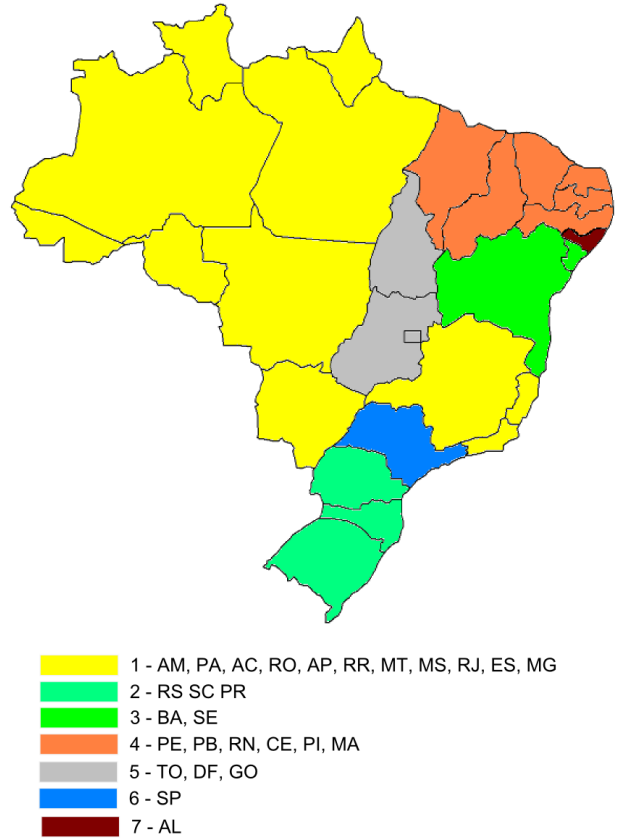 1 - AM, PA, AC, RO, AP, RR, MT, MS, RJ, ES, MG
2 - RS SC PR
3 - BA, SE
4 - PE, PB, RN, CE, PI, MA
5 - TO, DF, GO
6 - SP
7 - AL